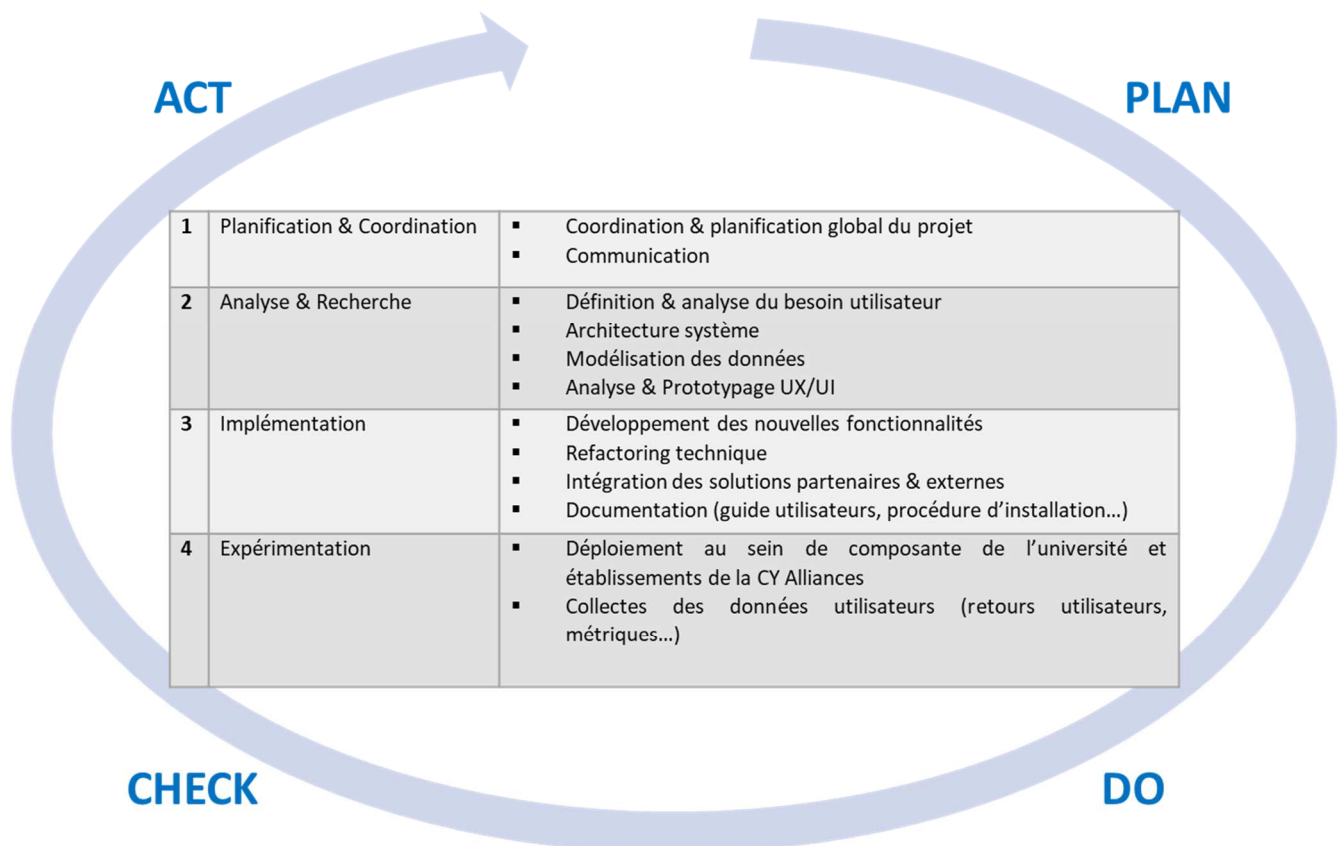 ACT
PLAN
1 Planification & Coordination ▪ Coordination & planification global du projet
▪ Communication
2 Analyse & Recherche ▪ Définition & analyse du besoin utilisateur
▪ Architecture système
▪ Modélisation des données
▪ Analyse & Prototypage UX/UI
3 Implémentation ▪ Développement des nouvelles fonctionnalités
▪ Refactoring technique
▪ Intégration des solutions partenaires & externes
▪ Documentation (guide utilisateurs, procédure d'installation...)
4 Expérimentation ▪ Déploiement au sein de composante de l'université et
établissements de la CY Alliances
▪ Collectes des données utilisateurs (retours utilisateurs,
métriques...)
CHECK
DO